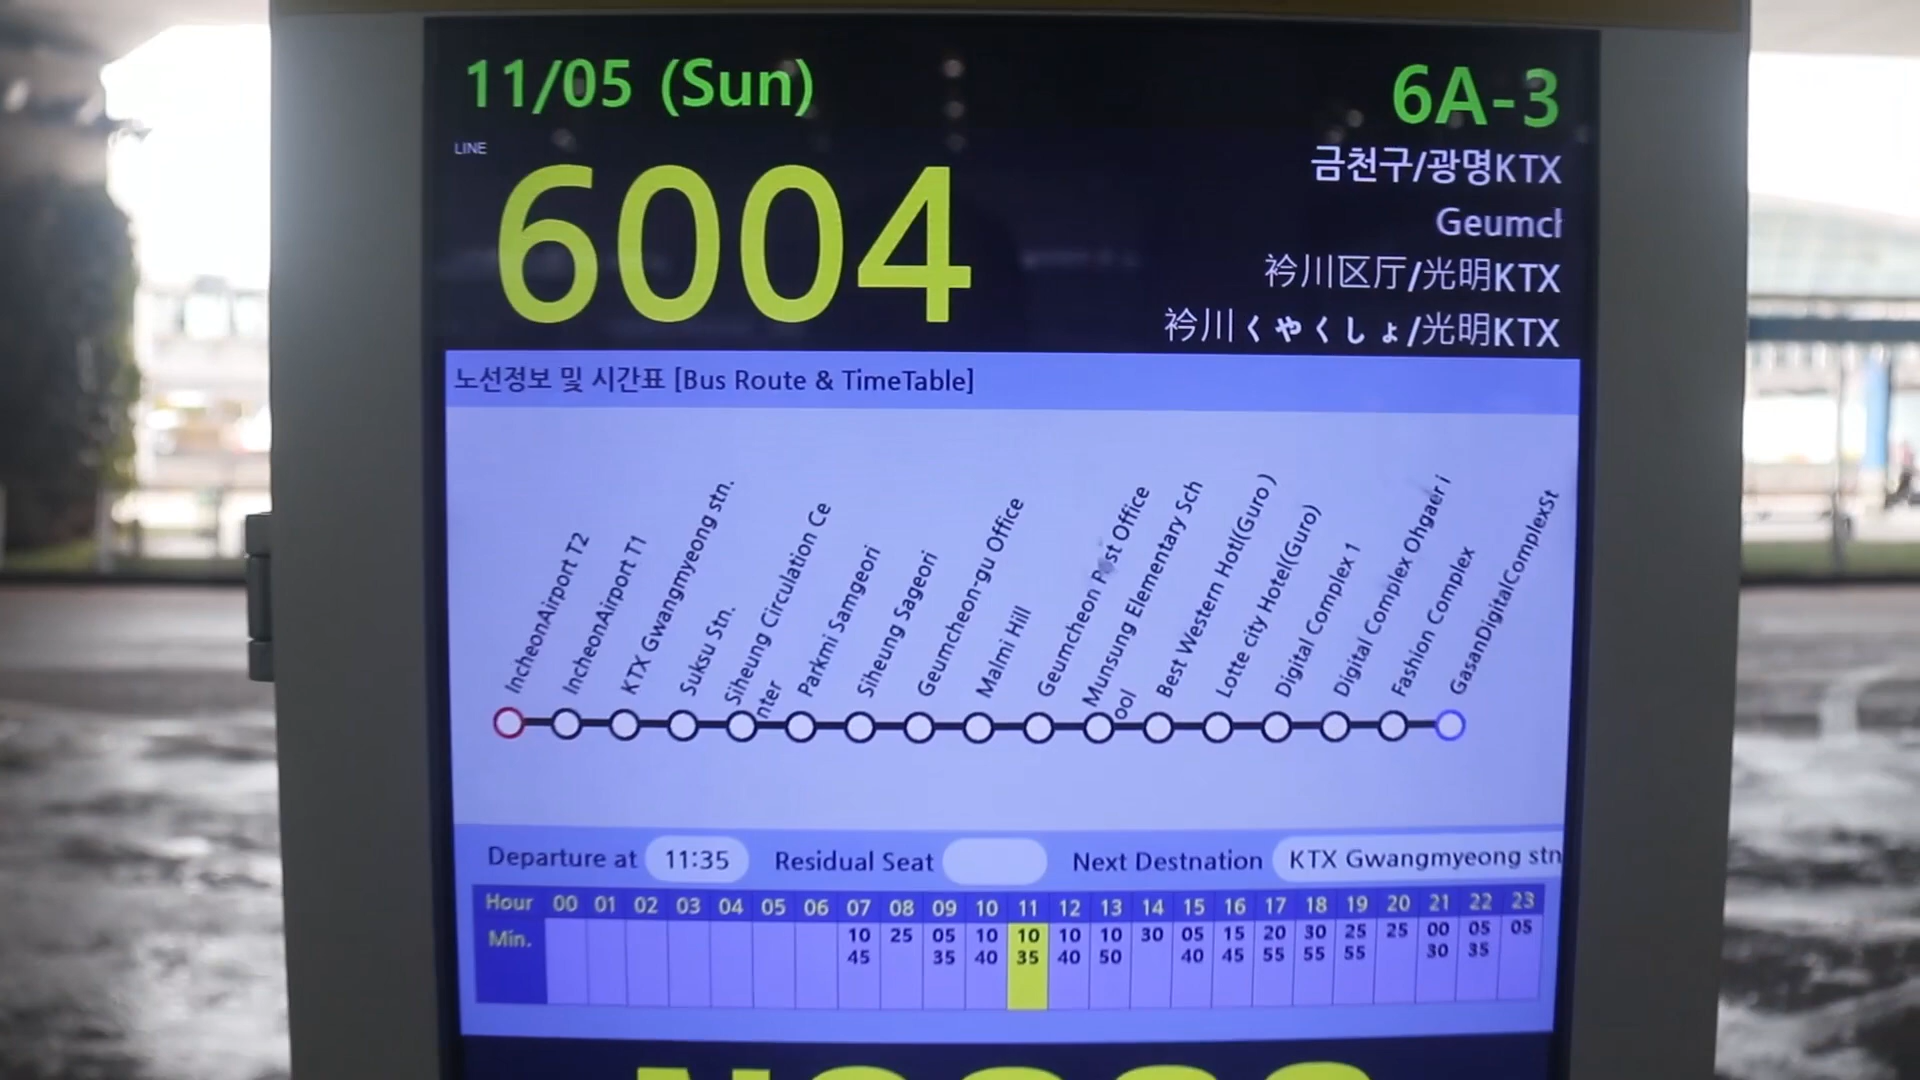 11/05 (Sun)
6A-3
LINE
6004
금천구/광명KTX
Geumch
衿川区厅/光明KTX
衿川くやくしょ/光明KTX
노선정보 및 시간표 [Bus Route & TimeTable]
IncheonAirport T2
IncheonAirport T1
KTX Gwangmyeong stn.
Suksu Stn.
Siheung Circulation Ce
nter
Parkmi Samgeori
Siheung Sageori
Geumcheon-gu Office
Malmi Hill
Geumcheon Post Office
Munsung Elementary Sch
ool
Best Western Hotl(Guro )
Lotte city Hotel(Guro)
Digital Complex 1
Digital Complex Ohgaer i
Fashion Complex
GasanDigitalComplexSt
Departure at 11:35 Residual Seat Next Destnation KTX Gwangmyeong stn
Hour 00 01 02 03 04 05 06 07 08 09 10 11 12 13 14 15 16 17 18 19 20 21 22 23
Min. 10 25 05 10 10 10 10 30 05 15 20 30 25 25 00 05 05
45 35 40 35 40 50 40 45 55 55 55 30 35